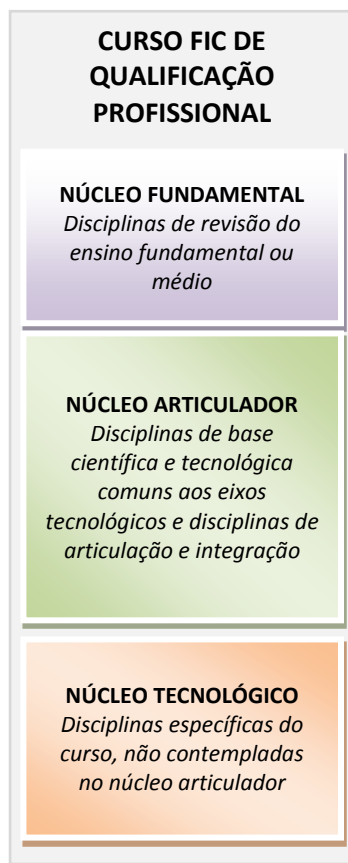 CURSO FIC DE
QUALIFICAÇÃO
PROFISSIONAL
NÚCLEO FUNDAMENTAL
Disciplinas de revisão do
ensino fundamental ou
médio
NÚCLEO ARTICULADOR
Disciplinas de base
científica e tecnológica
comuns aos eixos
tecnológicos e disciplinas de
articulação e integração
NÚCLEO TECNOLÓGICO
Disciplinas específicas do
curso, não contempladas
no núcleo articulador